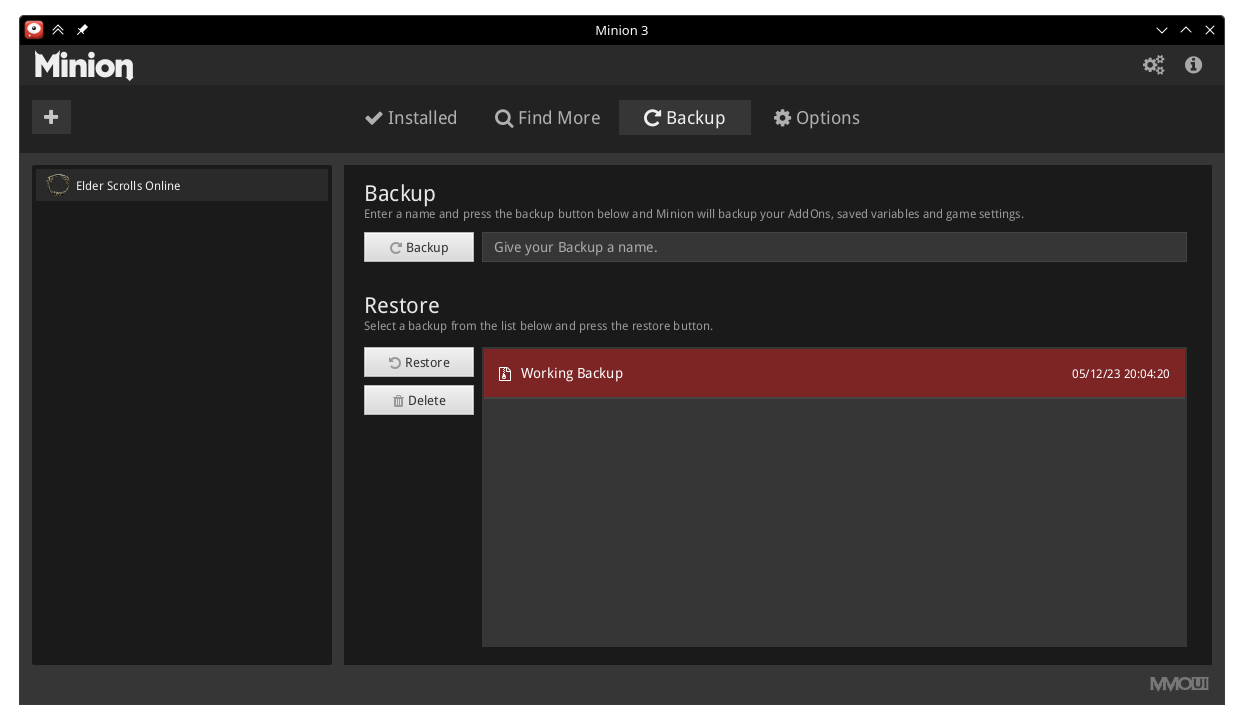 Minion 3
Minion
Installed
Find More
Backup
Options
Elder Scrolls Online
Backup
Enter a name and press the backup button below and Minion will backup your AddOns, saved variables and game settings.
Backup
Give your Backup a name.
Restore
Select a backup from the list below and press the restore button.
Restore
Working Backup
05/12/23 20:04:20
Delete
MMOUI